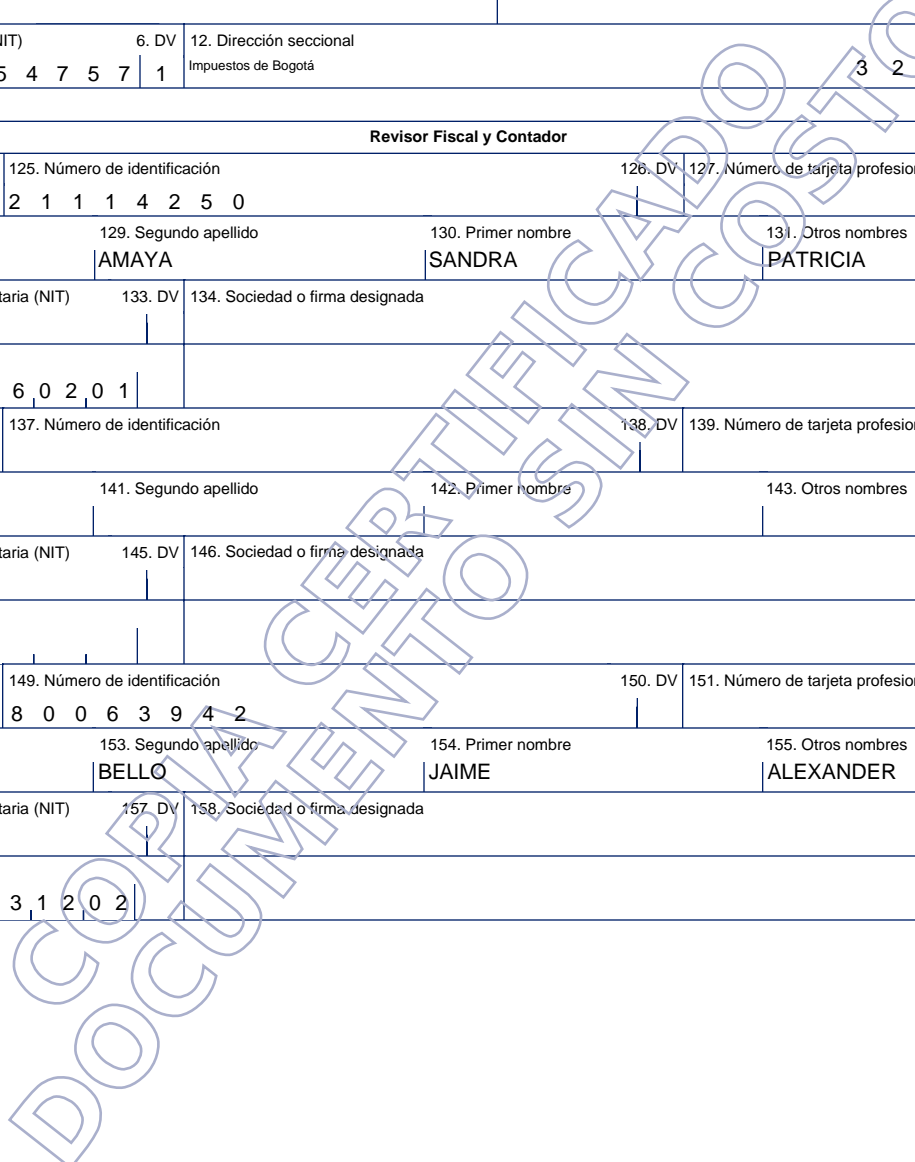 NIT) 6. DV 12. Dirección seccional
5 4 7 5 7 1 Impuestos de Bogotá 3 2
Revisor Fiscal y Contador
125. Número de identificación 126. DV 127. Número de tarjeta profesion
2 1 1 1 4 2 5 0
129. Segundo apellido 130. Primer nombre 131. Otros nombres
AMAYA SANDRA PATRICIA
taria (NIT) 133. DV 134. Sociedad o firma designada
6 0 2 0 1
137. Número de identificación 138. DV 139. Número de tarjeta profesion
141. Segundo apellido 142. Primer nombre 143. Otros nombres
taria (NIT) 145. DV 146. Sociedad o firma designada
149. Número de identificación 150. DV 151. Número de tarjeta profesion
8 0 0 6 3 9 4 2
153. Segundo apellido 154. Primer nombre 155. Otros nombres
BELLO JAIME ALEXANDER
taria (NIT) 157. DV 158. Sociedad o firma designada
3 1 2 0 2
COPIA CERTIFICADO
DOCUMENTO SIN COSTO